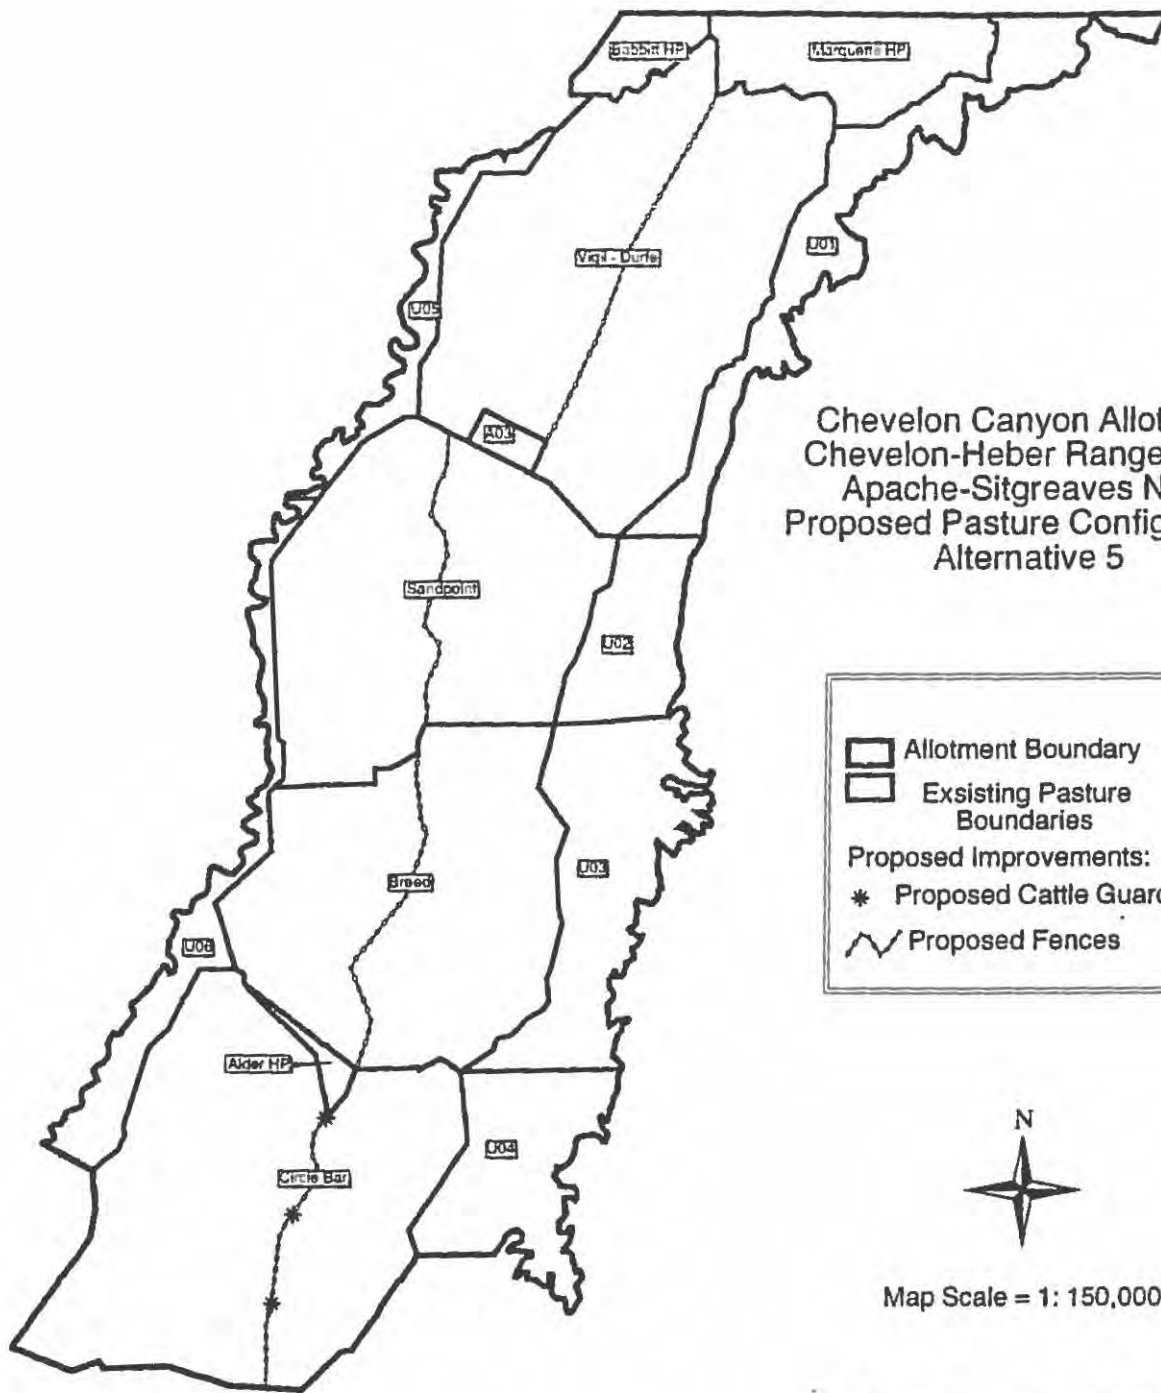 Babbitt HP
Marquette HP
U01
Vigil - Durfe
U05
A03
Chevelon Canyon Allot
Chevelon-Heber Range
Apache-Sitgreaves N
Proposed Pasture Config
Alternative 5
Sandpoint
U02
Allotment Boundary
Exsisting Pasture
Boundaries
Proposed Improvements:
Proposed Cattle Guard
Proposed Fences
Breed
U03
U06
Alder HP
U04
Circle Bar
N
Map Scale = 1: 150,000